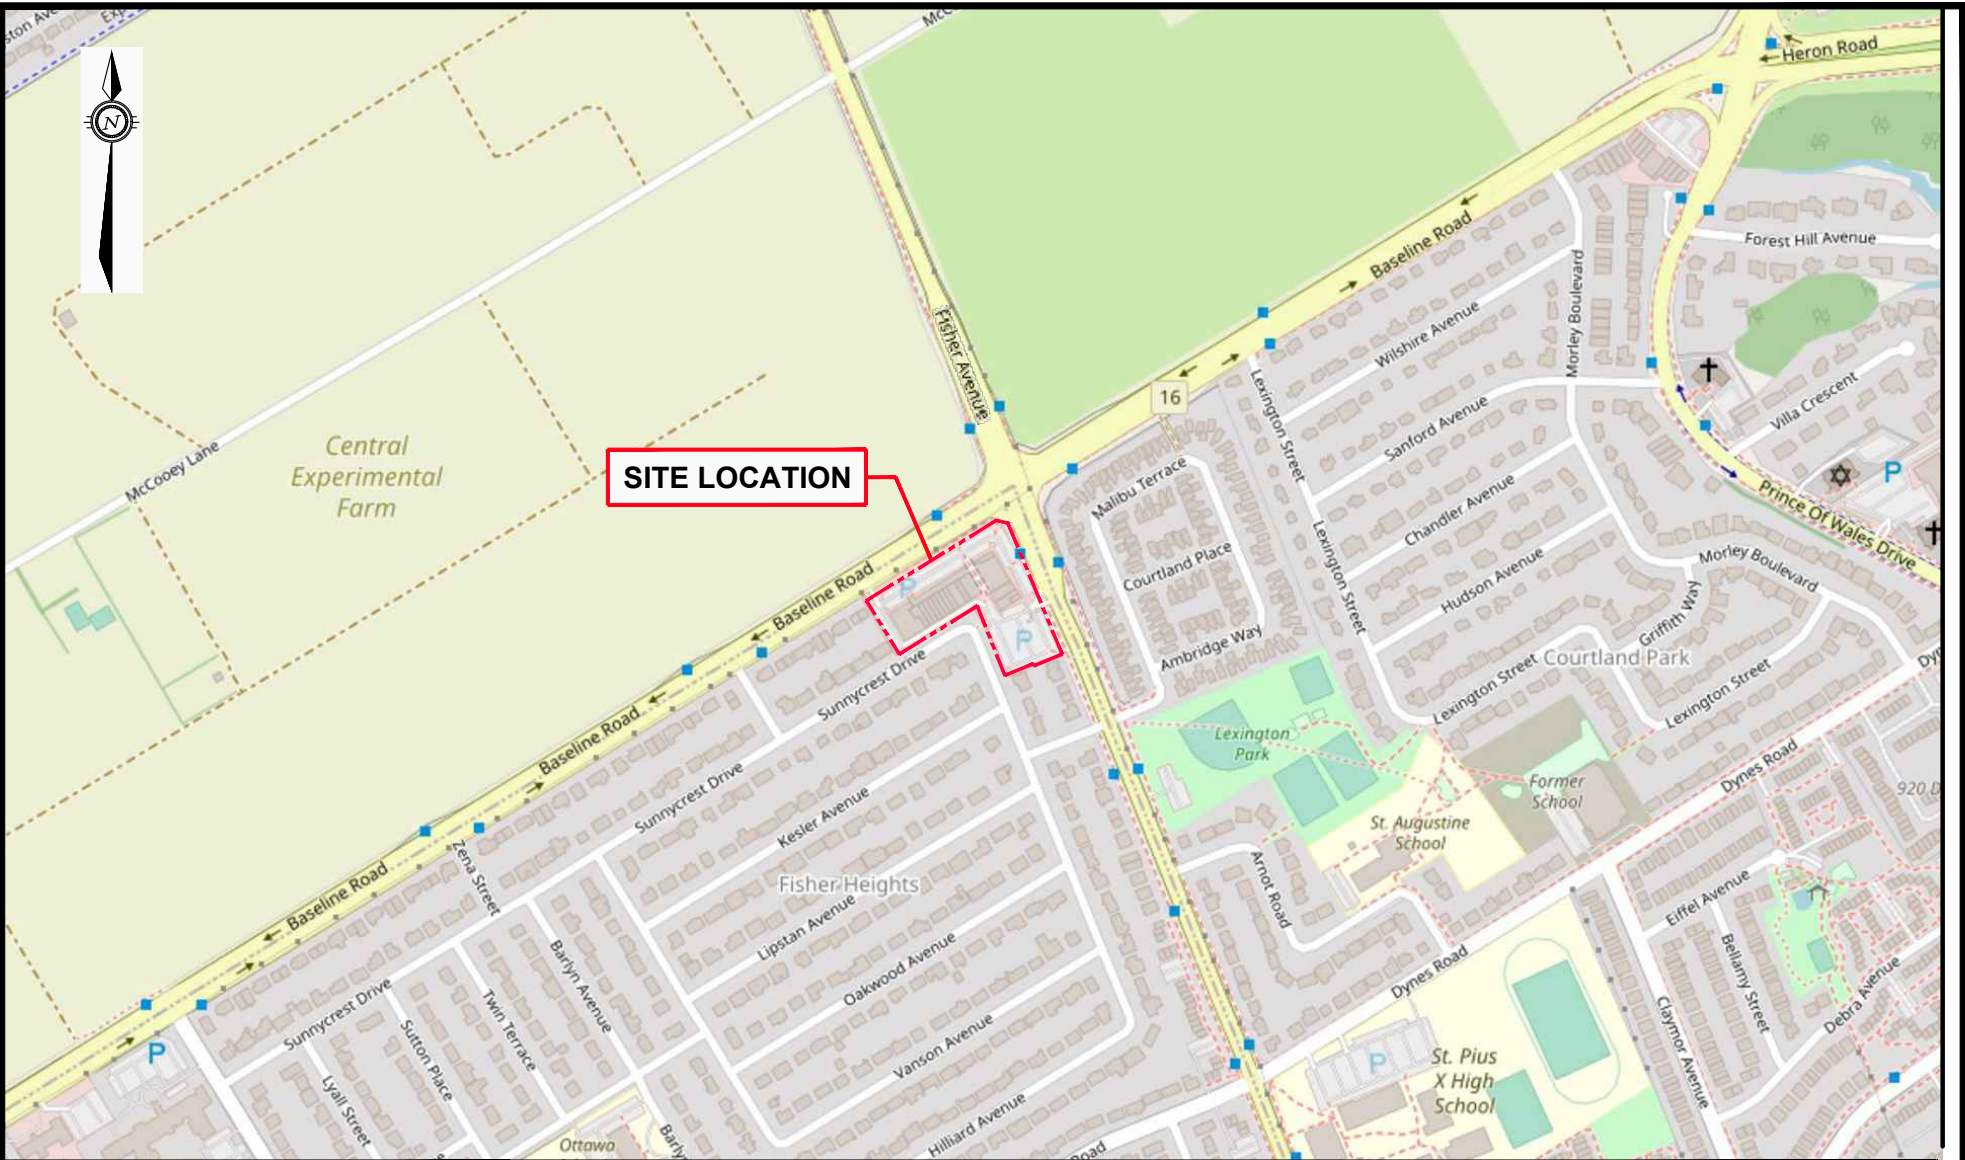 McCooey Lane
Heron Road
Baseline Road
Forest Hill Avenue
Fisher Avenue
Morley Boulevard
Wilshire Avenue
16
Lexington Street
Sanford Avenue
Villa Crescent
P
Central
Experimental
Farm
SITE LOCATION
N
Malibu Terrace
Chandler Avenue
Prince Of Wales Drive
Lexington Street
Courtland Place
Hudson Avenue
Morley Boulevard
Baseline Road
P
P
Griffith Way
Ambridge Way
Courtland Park
Sunnycrest Drive
Lexington Street
Lexington Street
Baseline Road
Lexington
Park
Dynes Road
Sunnycrest Drive
Former
School
Kesler Avenue
St. Augustine
School
Zena Street
Baseline Road
Fisher Heights
Arnot Road
Eiffel Avenue
Lipstan Avenue
Oakwood Avenue
Barlyn Avenue
Bellamy Street
Dynes Road
Debra Avenue
Sunnycrest Drive
Twin Terrace
Sutton Place
Claymor Avenue
Vanson Avenue
P
P
St. Pius
X High
School
Lyall Street
Hilliard Avenue
Ottawa
Road